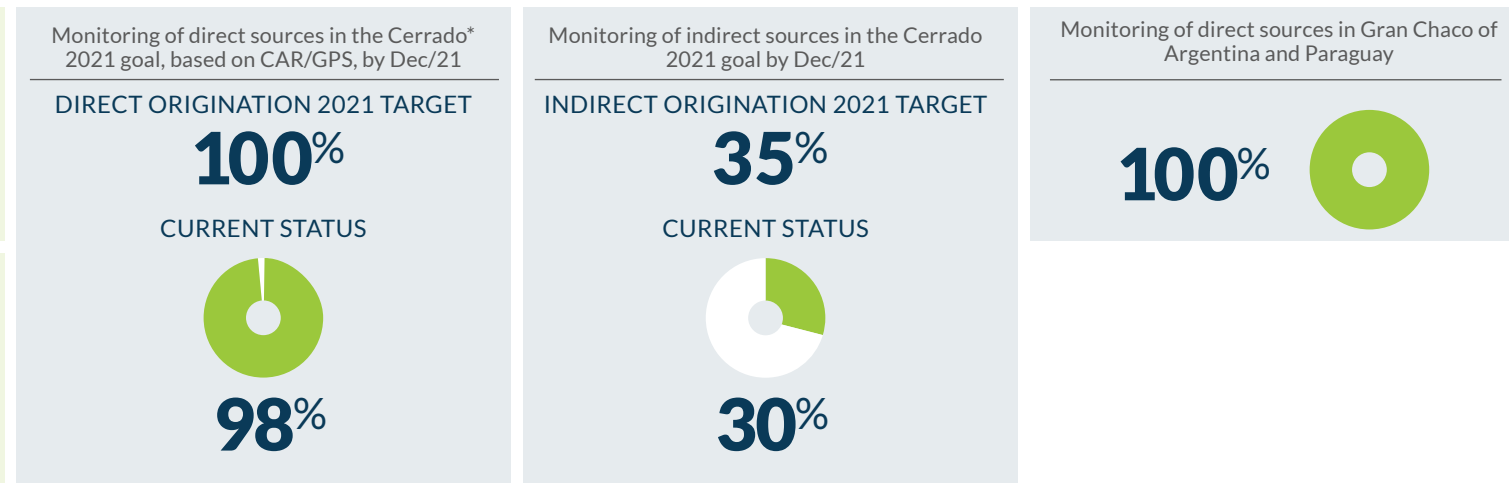 Monitoring of direct sources in the Cerrado*
2021 goal, based on CAR/GPS, by Dec/21
DIRECT ORIGINATION 2021 TARGET
100%
CURRENT STATUS
98%
Monitoring of indirect sources in the Cerrado
2021 goal by Dec/21
INDIRECT ORIGINATION 2021 TARGET
35%
CURRENT STATUS
30%
Monitoring of direct sources in Gran Chaco of
Argentina and Paraguay
100%